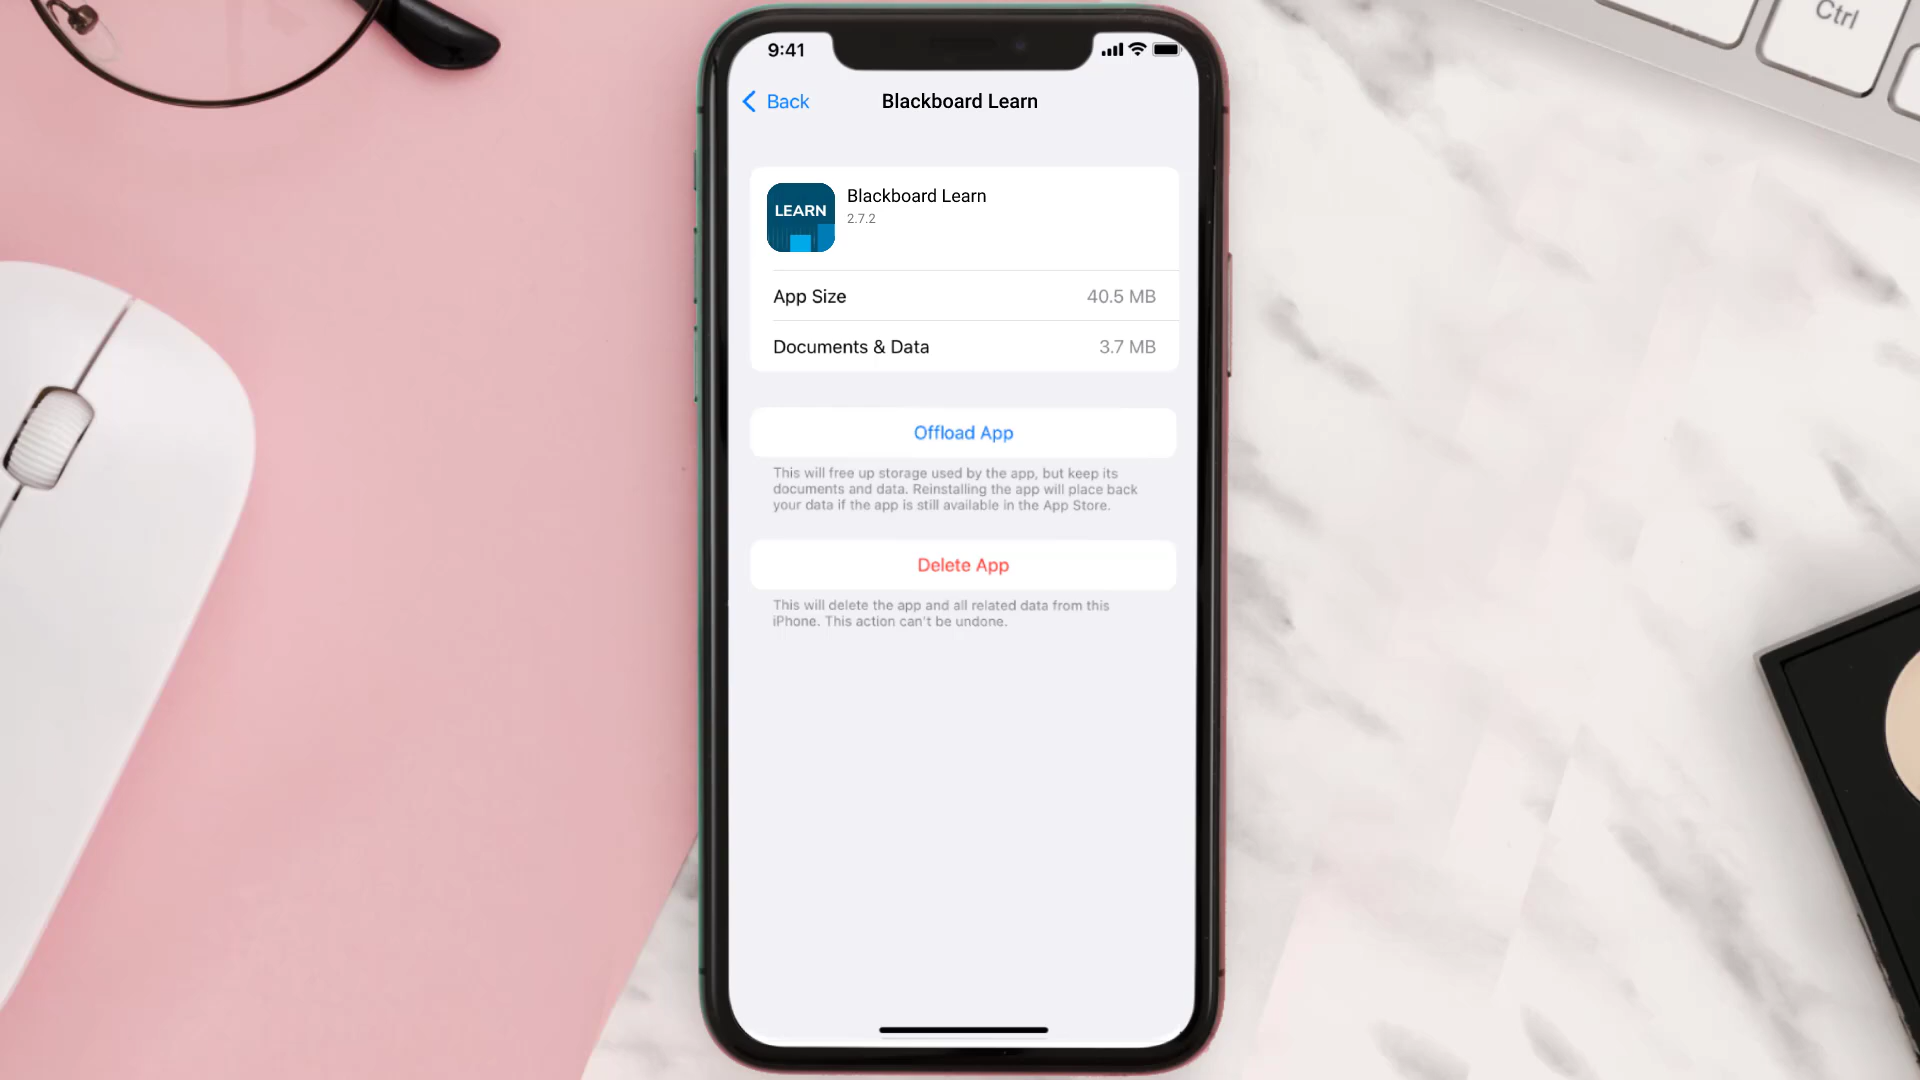 Ctrl
9:41
Back
Blackboard Learn
LEARN
Blackboard Learn
2.7.2
App Size 40.5 MB
Documents & Data 3.7 MB
Offload App
This will free up storage used by the app, but keep its
documents and data. Reinstalling the app will place back
your data if the app is still available in the App Store.
Delete App
This will delete the app and all related data from this
iPhone. This action can't be undone.